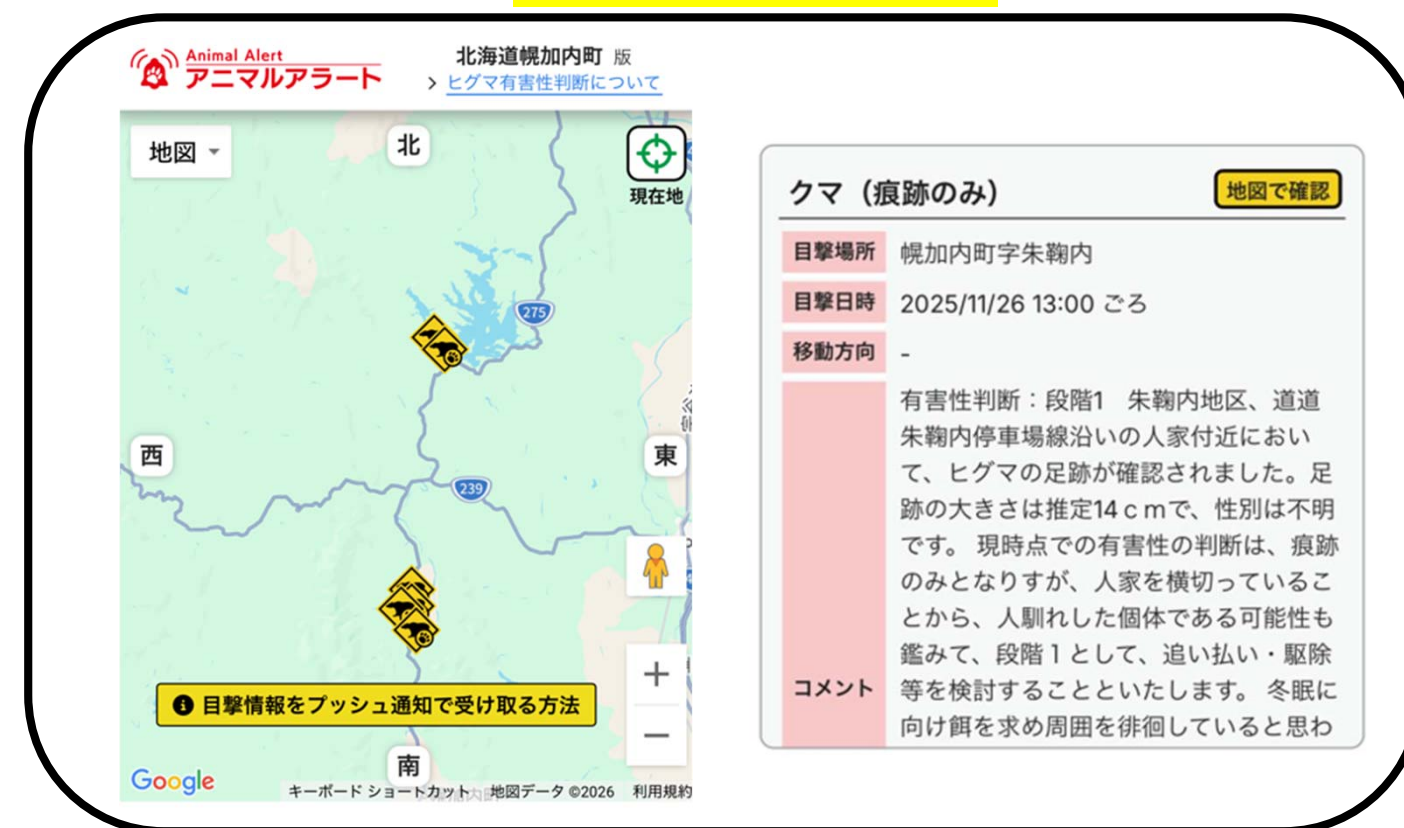 Animal Alert
アニマルアラート
北海道幌加内町 版
> ヒグマ有害性判断について
地図
北
現在地
275
西
東
239
目撃情報をプッシュ通知で受け取る方法
南
Google
キーボード ショートカット 地図データ ©2026 利用規約
クマ（痕跡のみ）
地図で確認
目撃場所 幌加内町字朱鞠内
目撃日時 2025/11/26 13:00 ごろ
移動方向 -
コメント
有害性判断：段階1　朱鞠内地区、道道
朱鞠内停車場線沿いの人家付近におい
て、ヒグマの足跡が確認されました。足
跡の大きさは推定14ｃｍで、性別は不明
です。 現時点での有害性の判断は、痕跡
のみとなりすが、人家を横切っているこ
とから、人馴れした個体である可能性も
鑑みて、段階１として、追い払い・駆除
等を検討することといたします。 冬眠に
向け餌を求め周囲を徘徊していると思わ